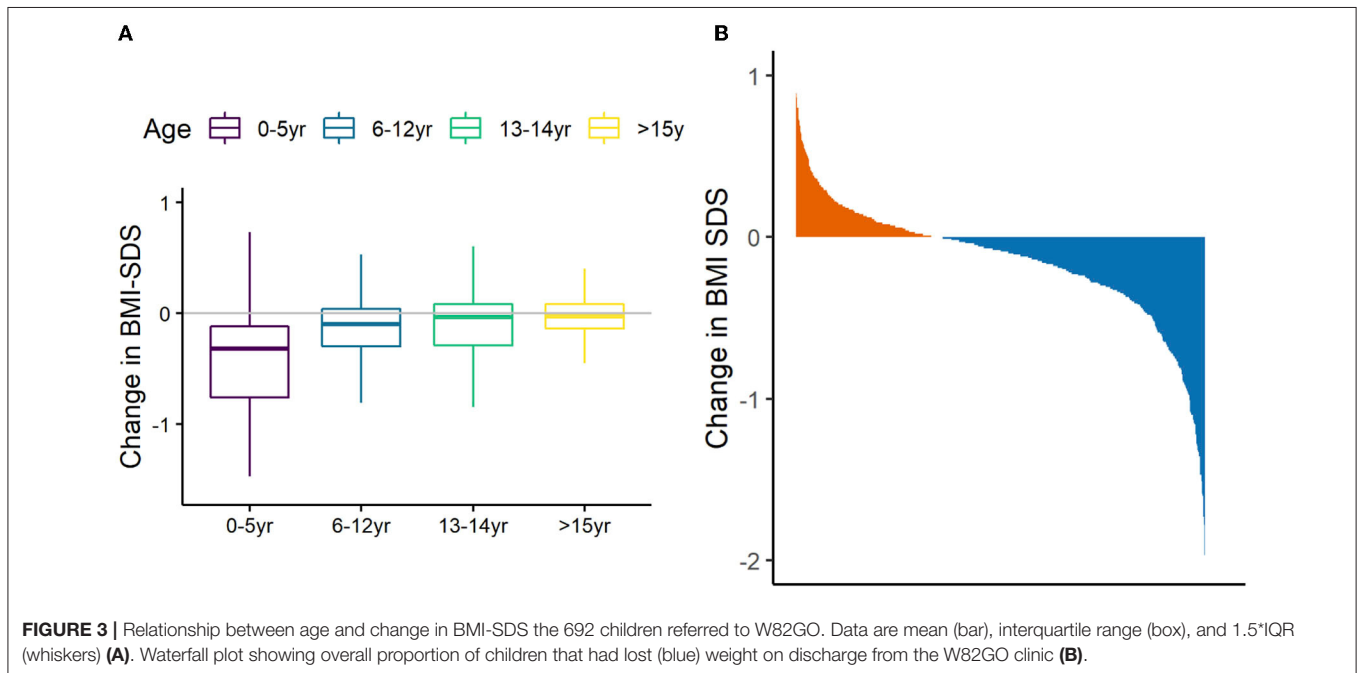 A
B
Age 0-5yr 6-12yr 13-14yr >15y
Change in BMI-SDS
1
0
-1
0-5yr 6-12yr 13-14yr >15yr
Change in BMI SDS
1
0
-1
-2
FIGURE 3 | Relationship between age and change in BMI-SDS the 692 children referred to W82GO. Data are mean (bar), interquartile range (box), and 1.5*IQR
(whiskers) (A). Waterfall plot showing overall proportion of children that had lost (blue) weight on discharge from the W82GO clinic (B).